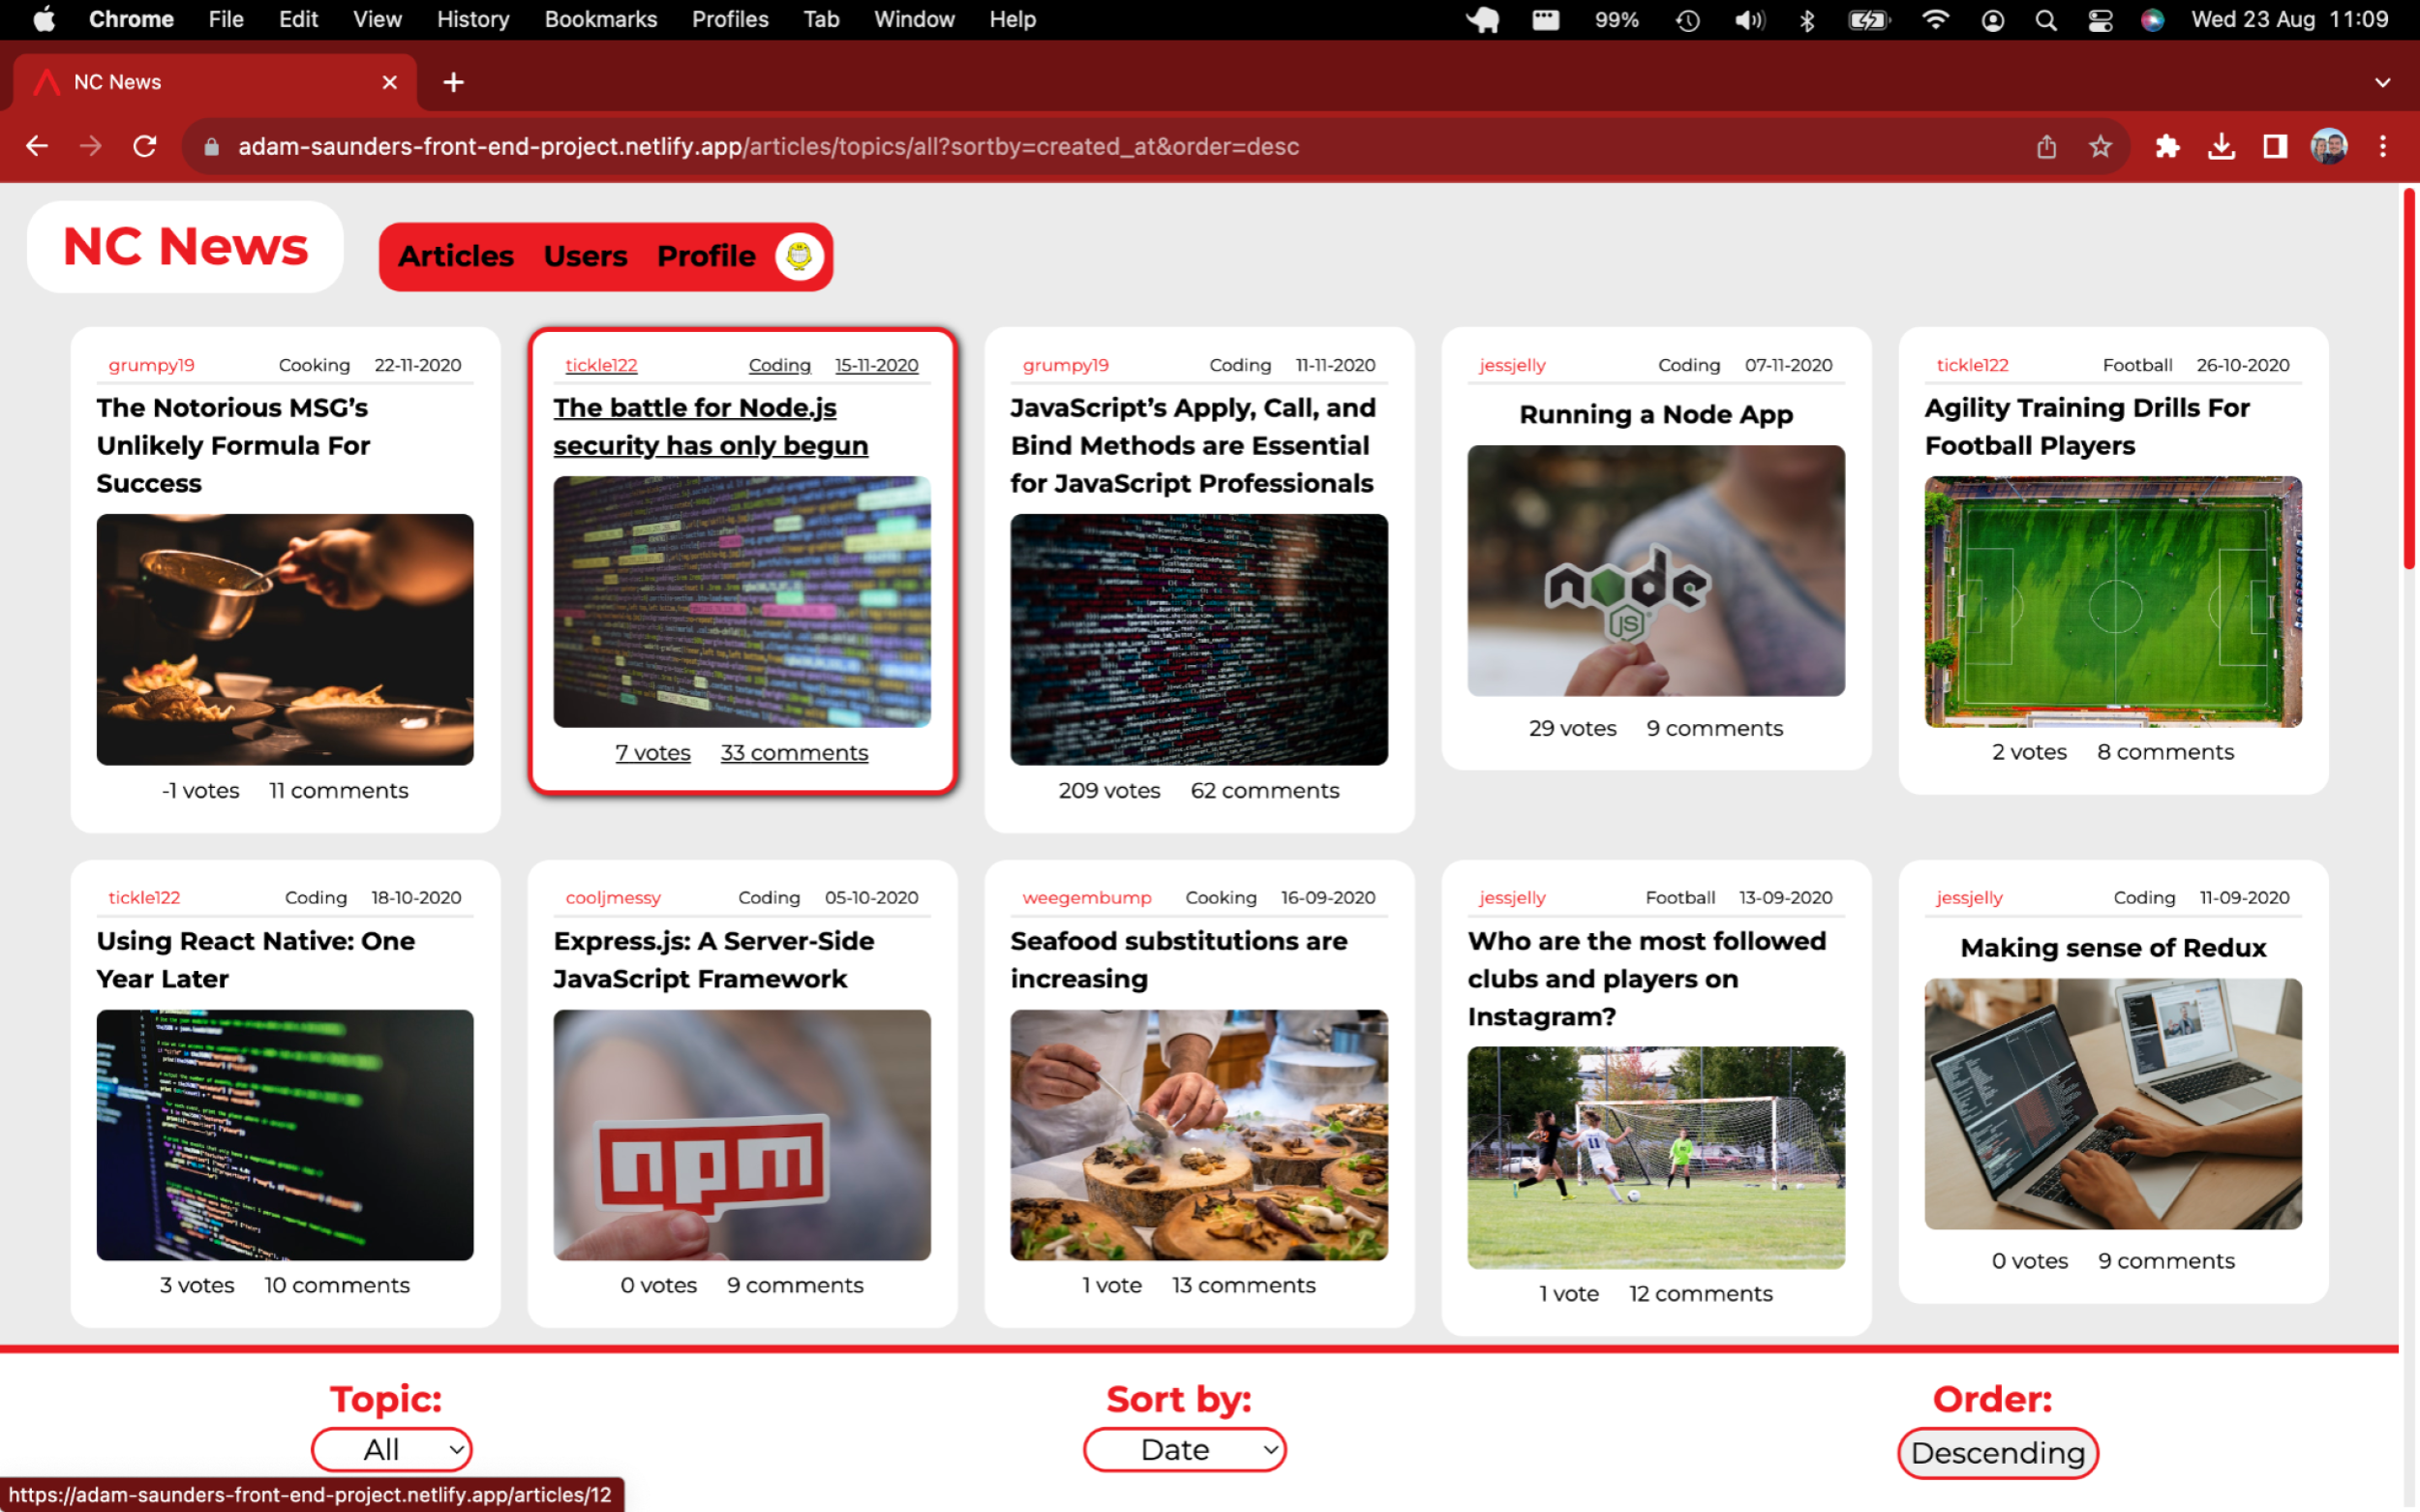 Chrome File Edit View History Bookmarks Profiles Tab Window Help 99% Wed 23 Aug 11:09
NC News
adam-saunders-front-end-project.netlify.app/articles/topics/all?sortby=created_at&order=desc
NC News
Articles Users Profile
grumpy19 Cooking 22-11-2020
The Notorious MSG’s
Unlikely Formula For
Success
-1 votes 11 comments
tickle122 Coding 15-11-2020
The battle for Node.js
security has only begun
7 votes 33 comments
grumpy19 Coding 11-11-2020
JavaScript’s Apply, Call, and
Bind Methods are Essential
for JavaScript Professionals
209 votes 62 comments
jessjelly Coding 07-11-2020
Running a Node App
node
JS
29 votes 9 comments
tickle122 Football 26-10-2020
Agility Training Drills For
Football Players
2 votes 8 comments
tickle122 Coding 18-10-2020
Using React Native: One
Year Later
3 votes 10 comments
cooljmessy Coding 05-10-2020
Express.js: A Server-Side
JavaScript Framework
npm
0 votes 9 comments
weegembump Cooking 16-09-2020
Seafood substitutions are
increasing
1 vote 13 comments
jessjelly Football 13-09-2020
Who are the most followed
clubs and players on
Instagram?
11
1 vote 12 comments
jessjelly Coding 11-09-2020
Making sense of Redux
0 votes 9 comments
Topic:
All
Sort by:
Date
Order:
Descending
https://adam-saunders-front-end-project.netlify.app/articles/12